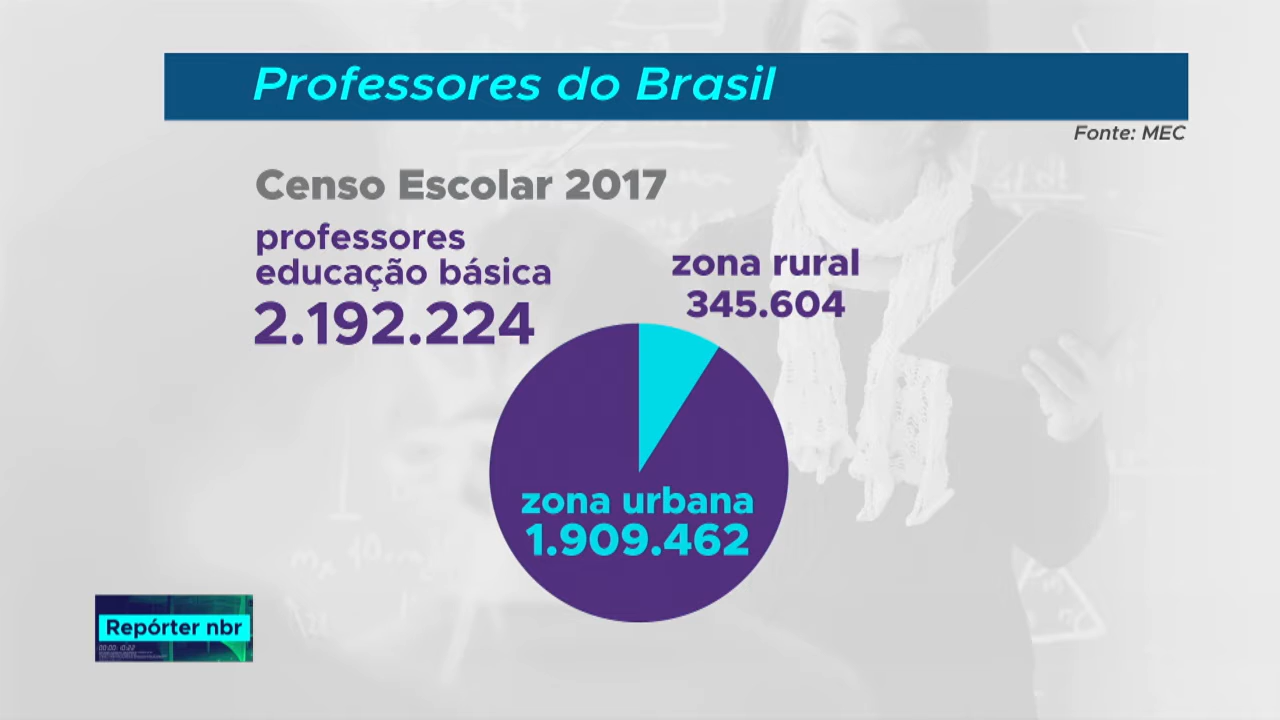 Professores do Brasil
Fonte: MEC
Censo Escolar 2017
professores
educação básica
2.192.224
zona rural
345.604
zona urbana
1.909.462
Repórter nbr